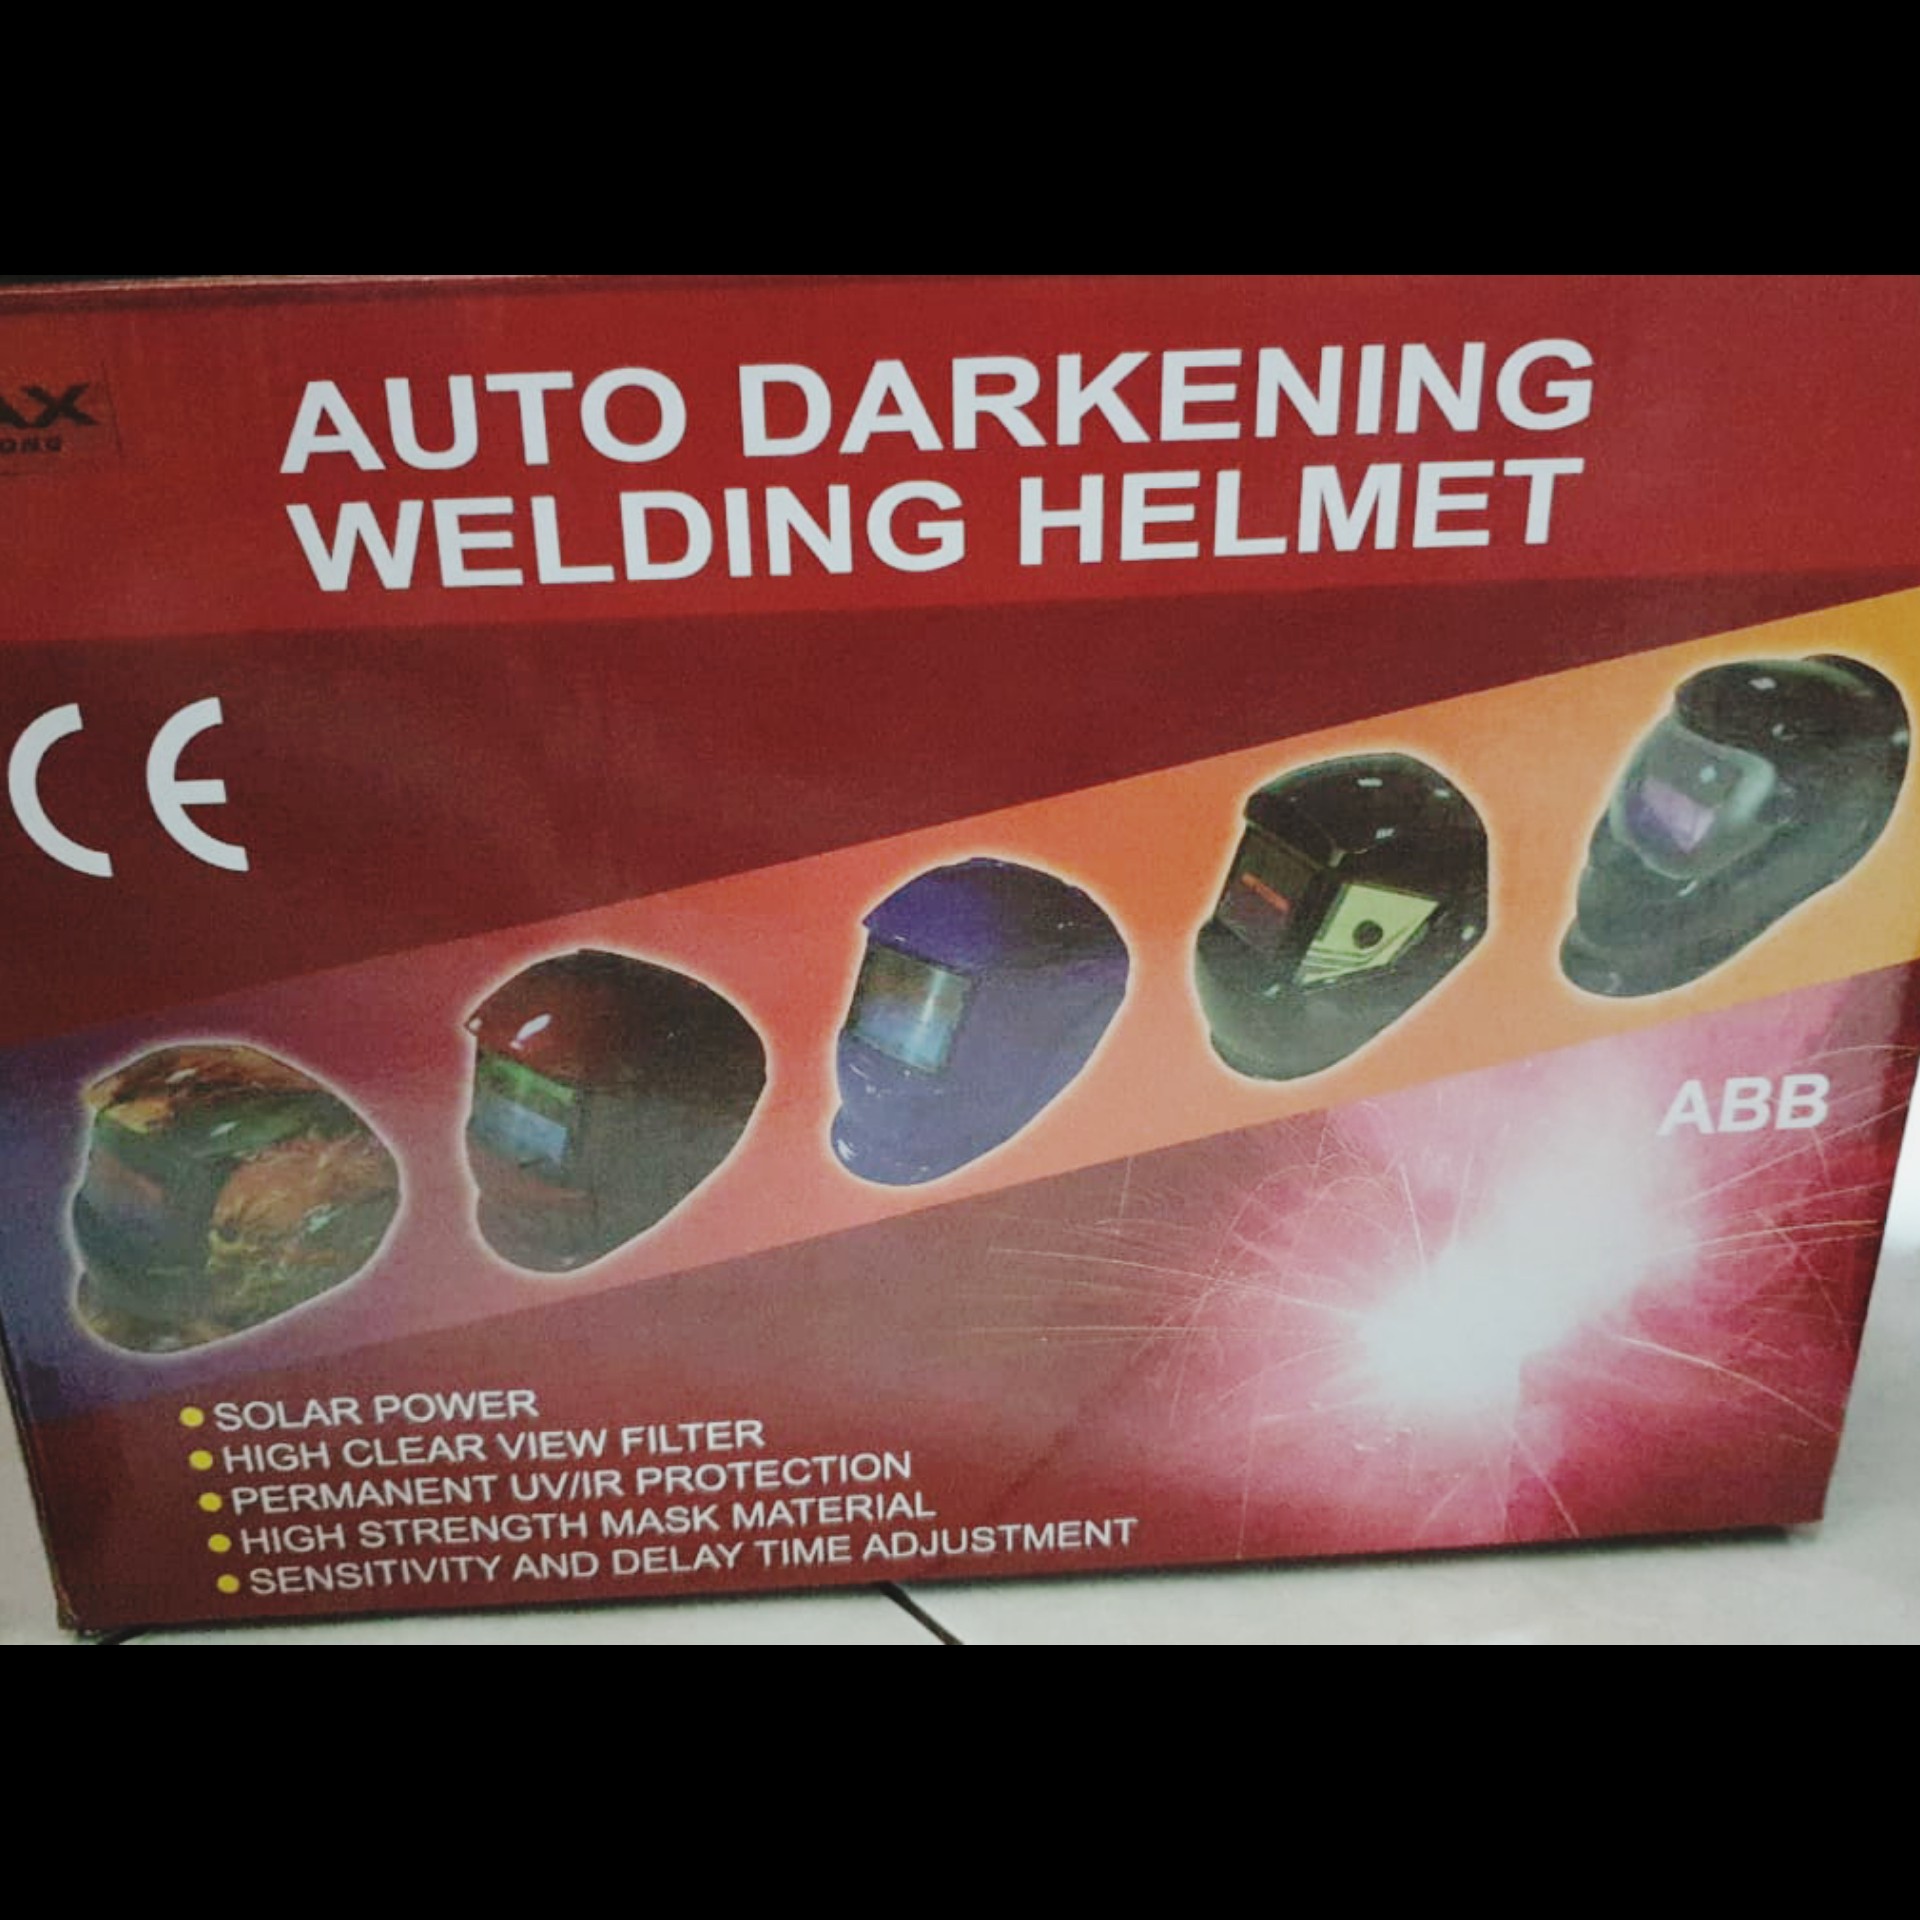 AUTO DARKENING
WELDING HELMET
CE
ABB
SOLAR POWER
HIGH CLEAR VIEW FILTER
PERMANENT UV/IR PROTECTION
HIGH STRENGTH MASK MATERIAL
SENSITIVITY AND DELAY TIME ADJUSTMENT